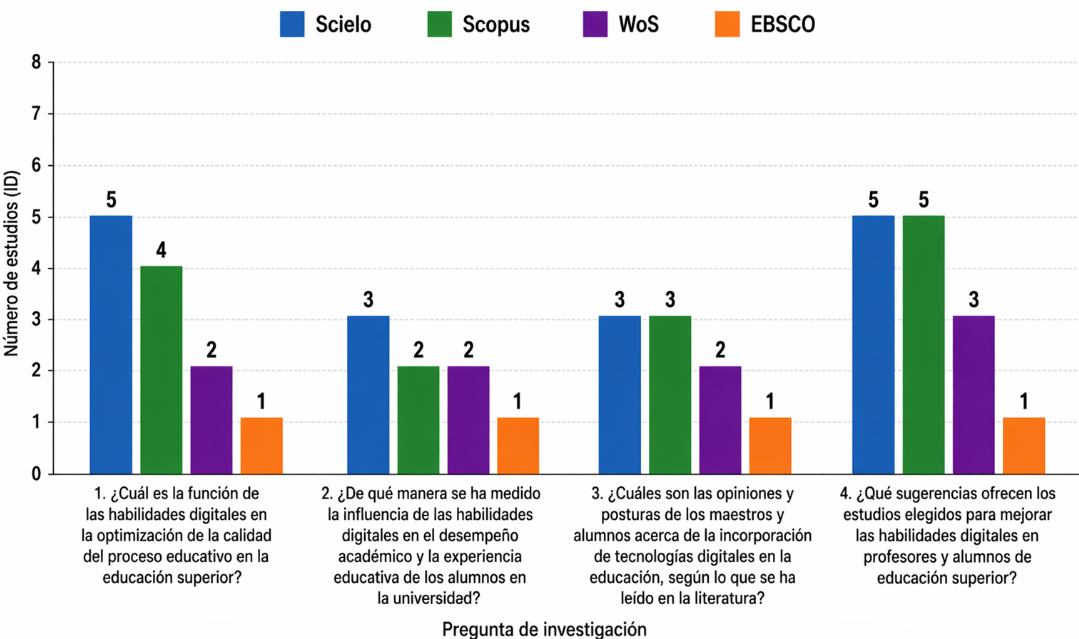 Scielo Scopus WoS EBSCO
Número de estudios (ID)
8
7
6
5
4
3
2
1
0
5 4 2 1
3 2 2 1
3 3 2 1
5 5 3 1
1. ¿Cuál es la función de
las habilidades digitales en
la optimización de la calidad
del proceso educativo en la
educación superior?
2. ¿De qué manera se ha medido
la influencia de las habilidades
digitales en el desempeño
académico y la experiencia
educativa de los alumnos en
la universidad?
3. ¿Cuáles son las opiniones y
posturas de los maestros y
alumnos acerca de la incorporación
de tecnologías digitales en la
educación, según lo que se ha
leído en la literatura?
4. ¿Qué sugerencias ofrecen los
estudios elegidos para mejorar
las habilidades digitales en
profesores y alumnos de
educación superior?
Pregunta de investigación